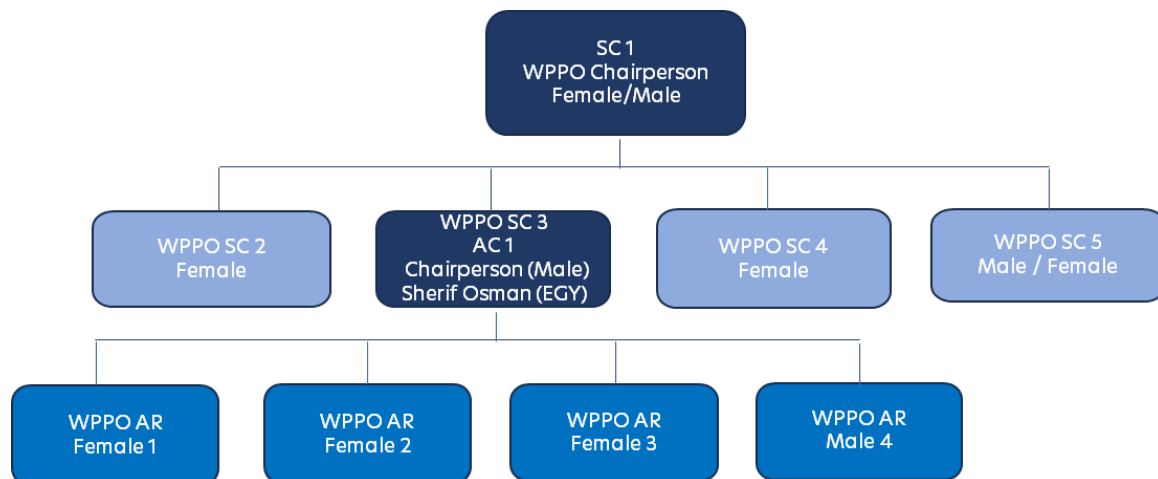 SC 1
WPPO Chairperson
Female/Male
WPPO SC 2
Female
WPPO SC 3
AC 1
Chairperson (Male)
Sherif Osman (EGY)
WPPO SC 4
Female
WPPO SC 5
Male / Female
WPPO AR
Female 1
WPPO AR
Female 2
WPPO AR
Female 3
WPPO AR
Male 4